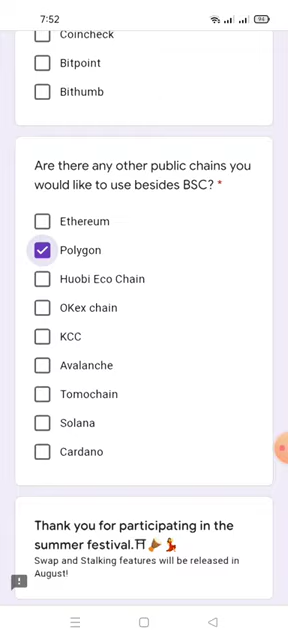 7:52
94
Coincheck
Bitpoint
Bithumb
Are there any other public chains you
would like to use besides BSC? *
Ethereum
Polygon
Huobi Eco Chain
OKex chain
KCC
Avalanche
Tomochain
Solana
Cardano
Thank you for participating in the
summer festival.⛩🎉💃
Swap and Stalking features will be released in
August!